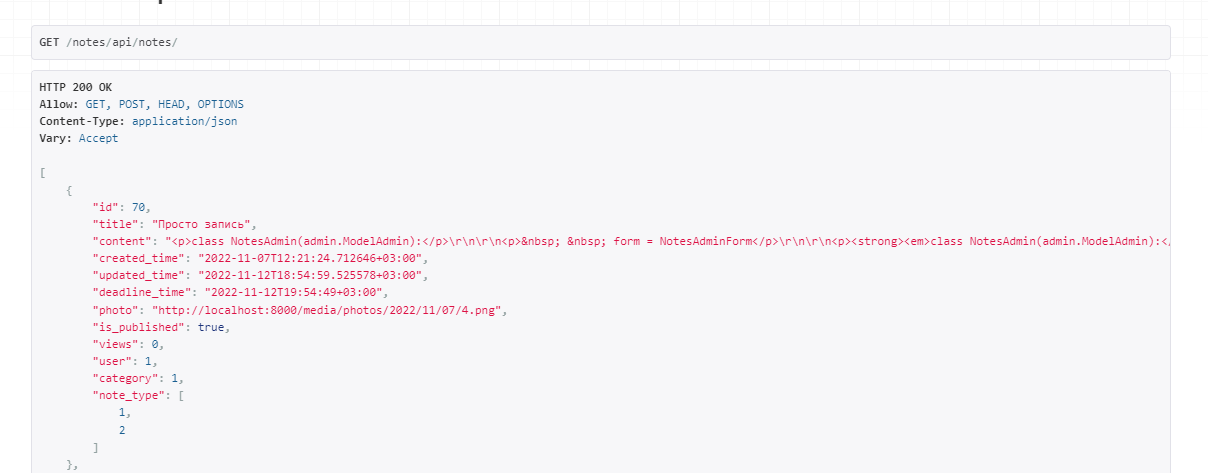 GET /notes/api/notes/
HTTP 200 OK
Allow: GET, POST, HEAD, OPTIONS
Content-Type: application/json
Vary: Accept
[
{
"id": 70,
"title": "Просто запись",
"content": "<p>class NotesAdmin(admin.ModelAdmin):</p>\r\n\r\n<p>&nbsp; &nbsp; form = NotesAdminForm</p>\r\n\r\n<p><strong><em>class NotesAdmin(admin.ModelAdmin):<
"created_time": "2022-11-07T12:21:24.712646+03:00",
"updated_time": "2022-11-12T18:54:59.525578+03:00",
"deadline_time": "2022-11-12T19:54:49+03:00",
"photo": "http://localhost:8000/media/photos/2022/11/07/4.png",
"is_published": true,
"views": 0,
"user": 1,
"category": 1,
"note_type": [
1,
2
]
},